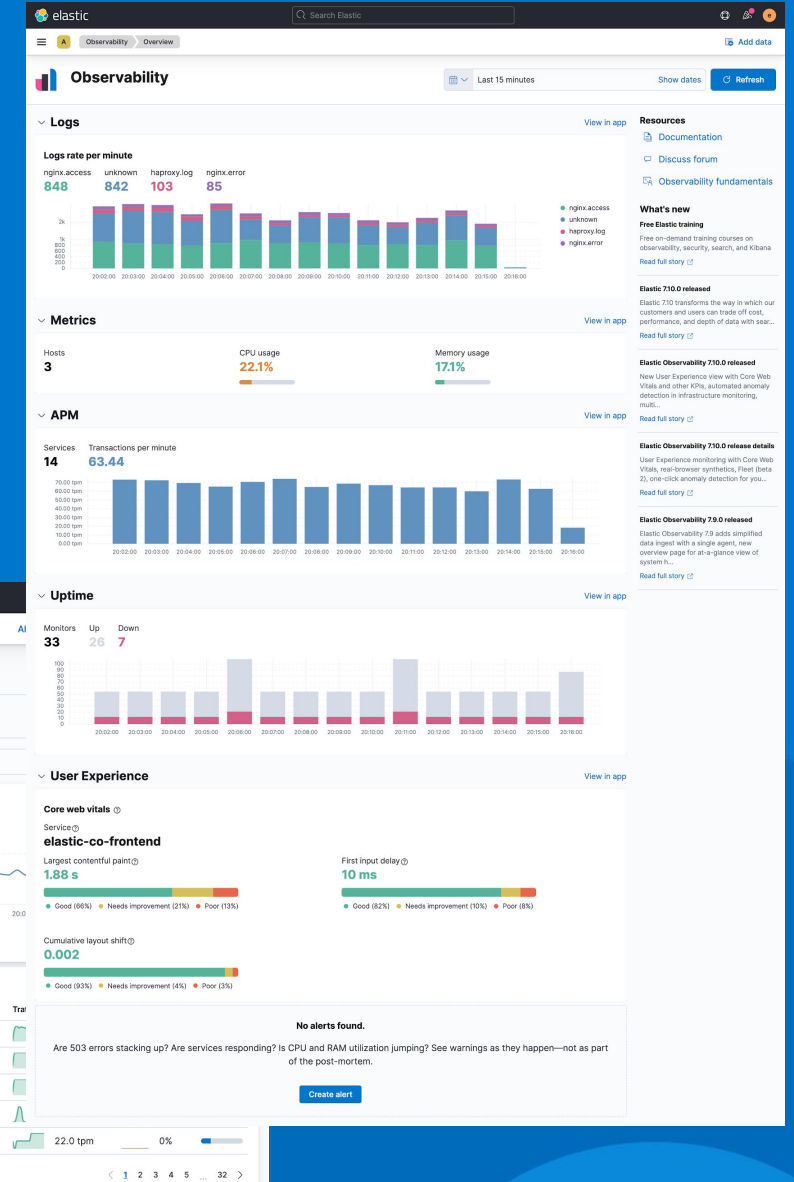 elastic
Search Elastic
e
A
Observability
Overview
Add data
Observability
Last 15 minutes
Show dates
Refresh
Logs
View in app
Logs rate per minute
nginx.access unknown haproxy.log nginx.error
848 842 103 85
2k
1k
800
600
400
200
0
20:02:00 20:03:00 20:04:00 20:05:00 20:06:00 20:07:00 20:08:00 20:09:00 20:10:00 20:11:00 20:12:00 20:13:00 20:14:00 20:15:00 20:16:00
nginx.access
unknown
haproxy.log
nginx.error
Metrics
View in app
Hosts CPU usage Memory usage
3 22.1% 17.1%
APM
View in app
Services Transactions per minute
14 63.44
70.00 tpm
60.00 tpm
50.00 tpm
40.00 tpm
30.00 tpm
20.00 tpm
10.00 tpm
0.00 tpm
20:02:00 20:03:00 20:04:00 20:05:00 20:06:00 20:07:00 20:08:00 20:09:00 20:10:00 20:11:00 20:12:00 20:13:00 20:14:00 20:15:00 20:16:00
Uptime
View in app
Monitors Up Down
33 26 7
100
90
80
70
60
50
40
30
20
10
0
20:02:00 20:03:00 20:04:00 20:05:00 20:06:00 20:07:00 20:08:00 20:09:00 20:10:00 20:11:00 20:12:00 20:13:00 20:14:00 20:15:00 20:16:00
User Experience
View in app
Core web vitals
Service
elastic-co-frontend
Largest contentful paint
1.88 s
Good (66%) Needs improvement (21%) Poor (13%)
First input delay
10 ms
Good (82%) Needs improvement (10%) Poor (8%)
Cumulative layout shift
0.002
Good (93%) Needs improvement (4%) Poor (3%)
No alerts found.
Are 503 errors stacking up? Are services responding? Is CPU and RAM utilization jumping? See warnings as they happen—not as part
of the post-mortem.
Create alert
Resources
Documentation
Discuss forum
Observability fundamentals
What's new
Free Elastic training
Free on-demand training courses on
observability, security, search, and Kibana
Read full story
Elastic 7.10.0 released
Elastic 7.10 transforms the way in which our
customers and users can trade off cost,
performance, and depth of data with sear...
Read full story
Elastic Observability 7.10.0 released
New User Experience view with Core Web
Vitals and other KPIs, automated anomaly
detection in infrastructure monitoring,
multi...
Read full story
Elastic Observability 7.10.0 release details
User Experience monitoring with Core Web
Vitals, real-browser synthetics, Fleet (beta
2), one-click anomaly detection for you...
Read full story
Elastic Observability 7.9.0 released
Elastic Observability 7.9 adds simplified
data ingest with a single agent, new
overview page for at-a-glance view of
system h...
Read full story
22.0 tpm 0%
1 2 3 4 5 ... 32